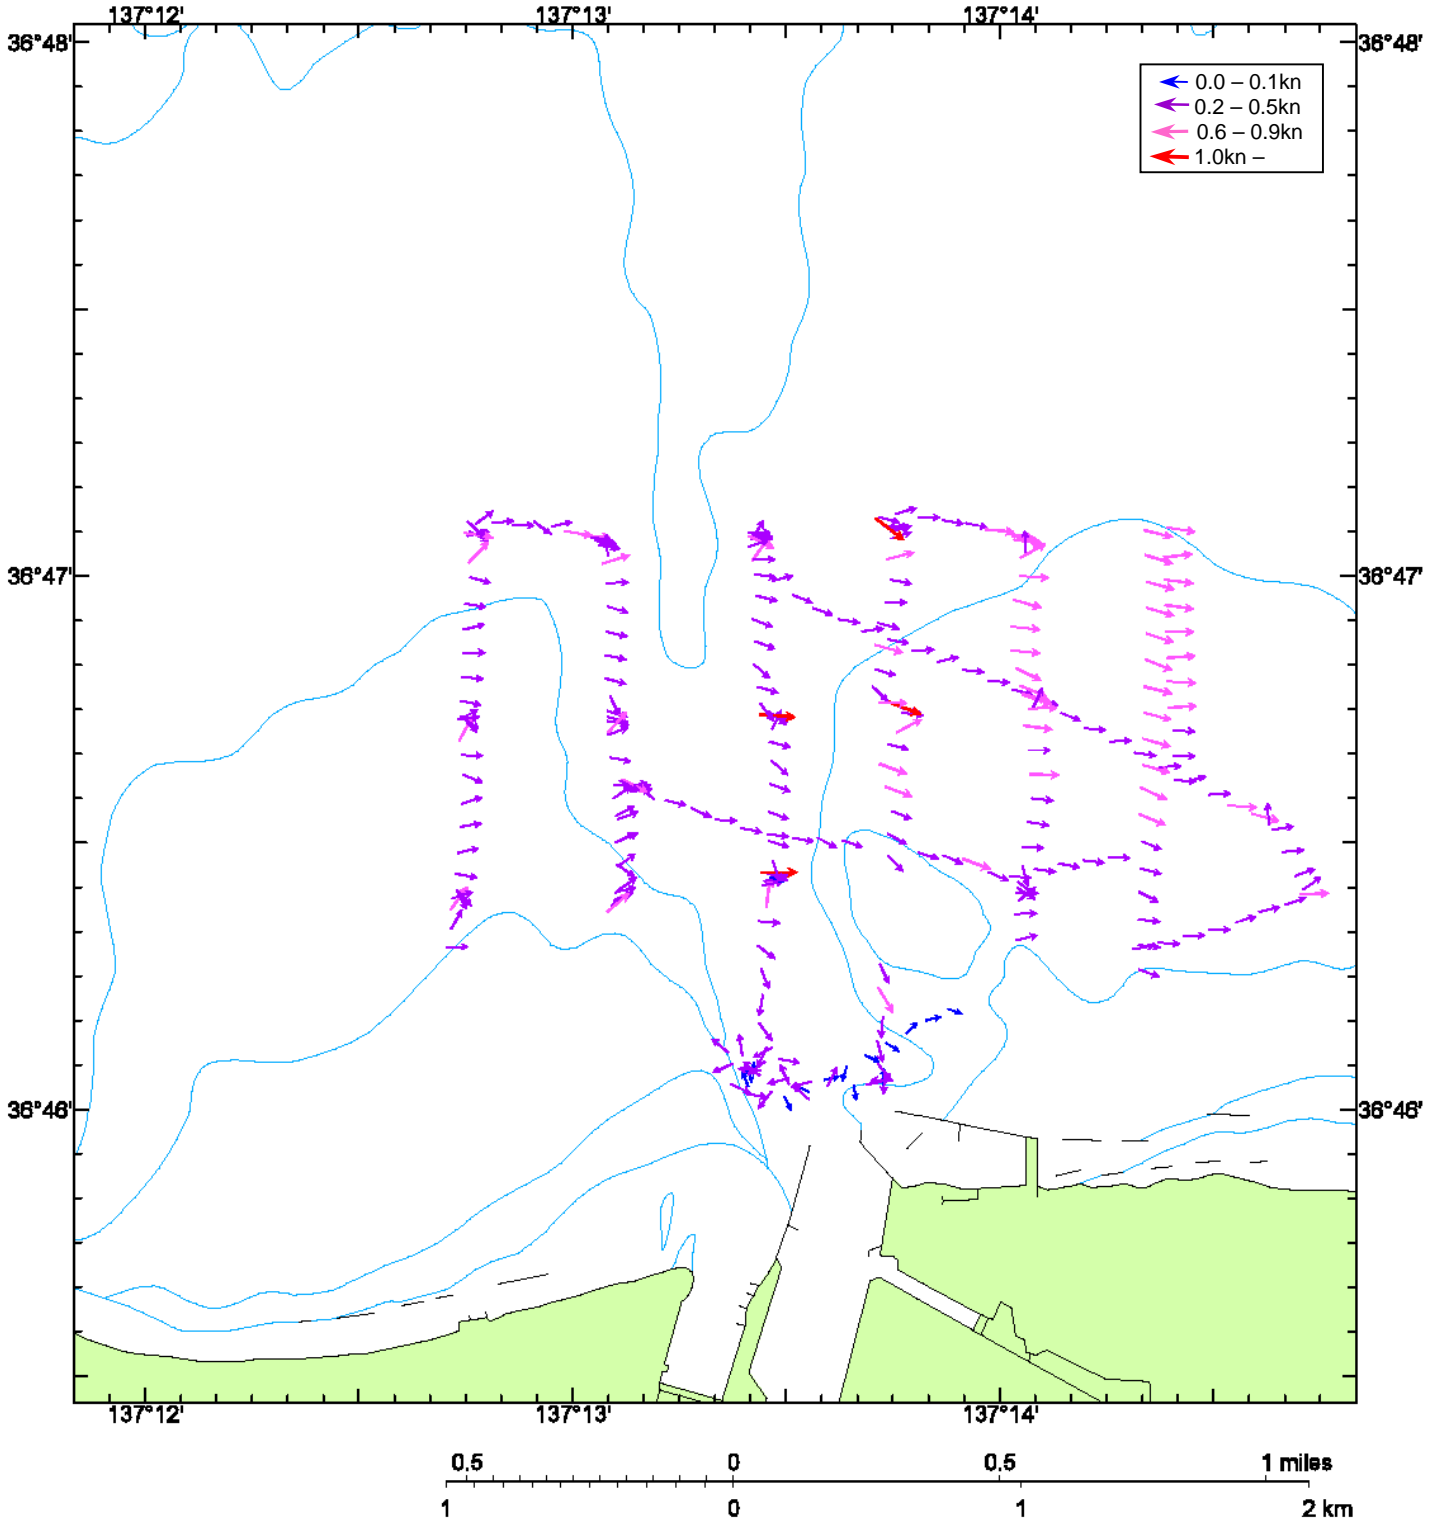 137°12' 137°13' 137°14'
36°48' 36°48'
0.0 – 0.1kn
0.2 – 0.5kn
0.6 – 0.9kn
1.0kn –
36°47' 36°47'
36°46' 36°46'
137°12' 137°13' 137°14'
0.5 0 0.5 1 miles
1 0 1 2 km